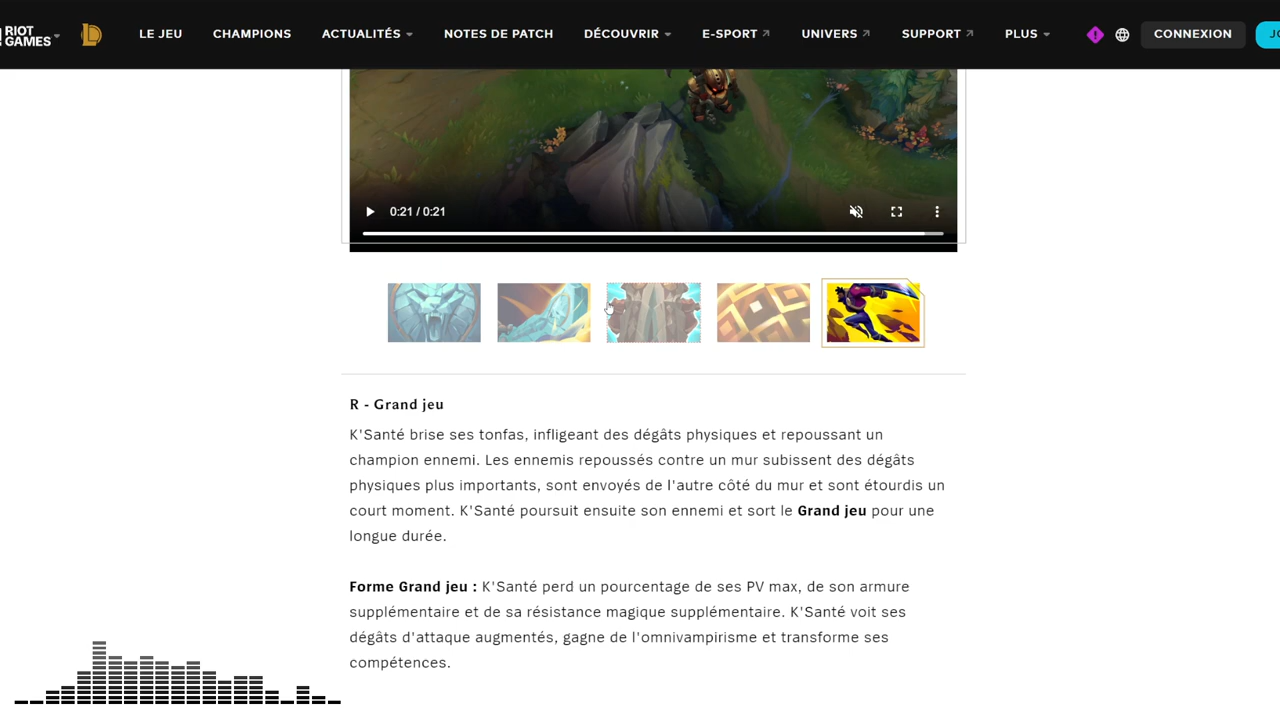 RIOT GAMES
LE JEU
CHAMPIONS
ACTUALITÉS
NOTES DE PATCH
DÉCOUVRIR
E-SPORT
UNIVERS
SUPPORT
PLUS
CONNEXION
0:21 / 0:21
R - Grand jeu
K'Santé brise ses tonfas, infligeant des dégâts physiques et repoussant un
champion ennemi. Les ennemis repoussés contre un mur subissent des dégâts
physiques plus importants, sont envoyés de l'autre côté du mur et sont étourdis un
court moment. K'Santé poursuit ensuite son ennemi et sort le Grand jeu pour une
longue durée.
Forme Grand jeu : K'Santé perd un pourcentage de ses PV max, de son armure
supplémentaire et de sa résistance magique supplémentaire. K'Santé voit ses
dégâts d'attaque augmentés, gagne de l'omnivampirisme et transforme ses
compétences.